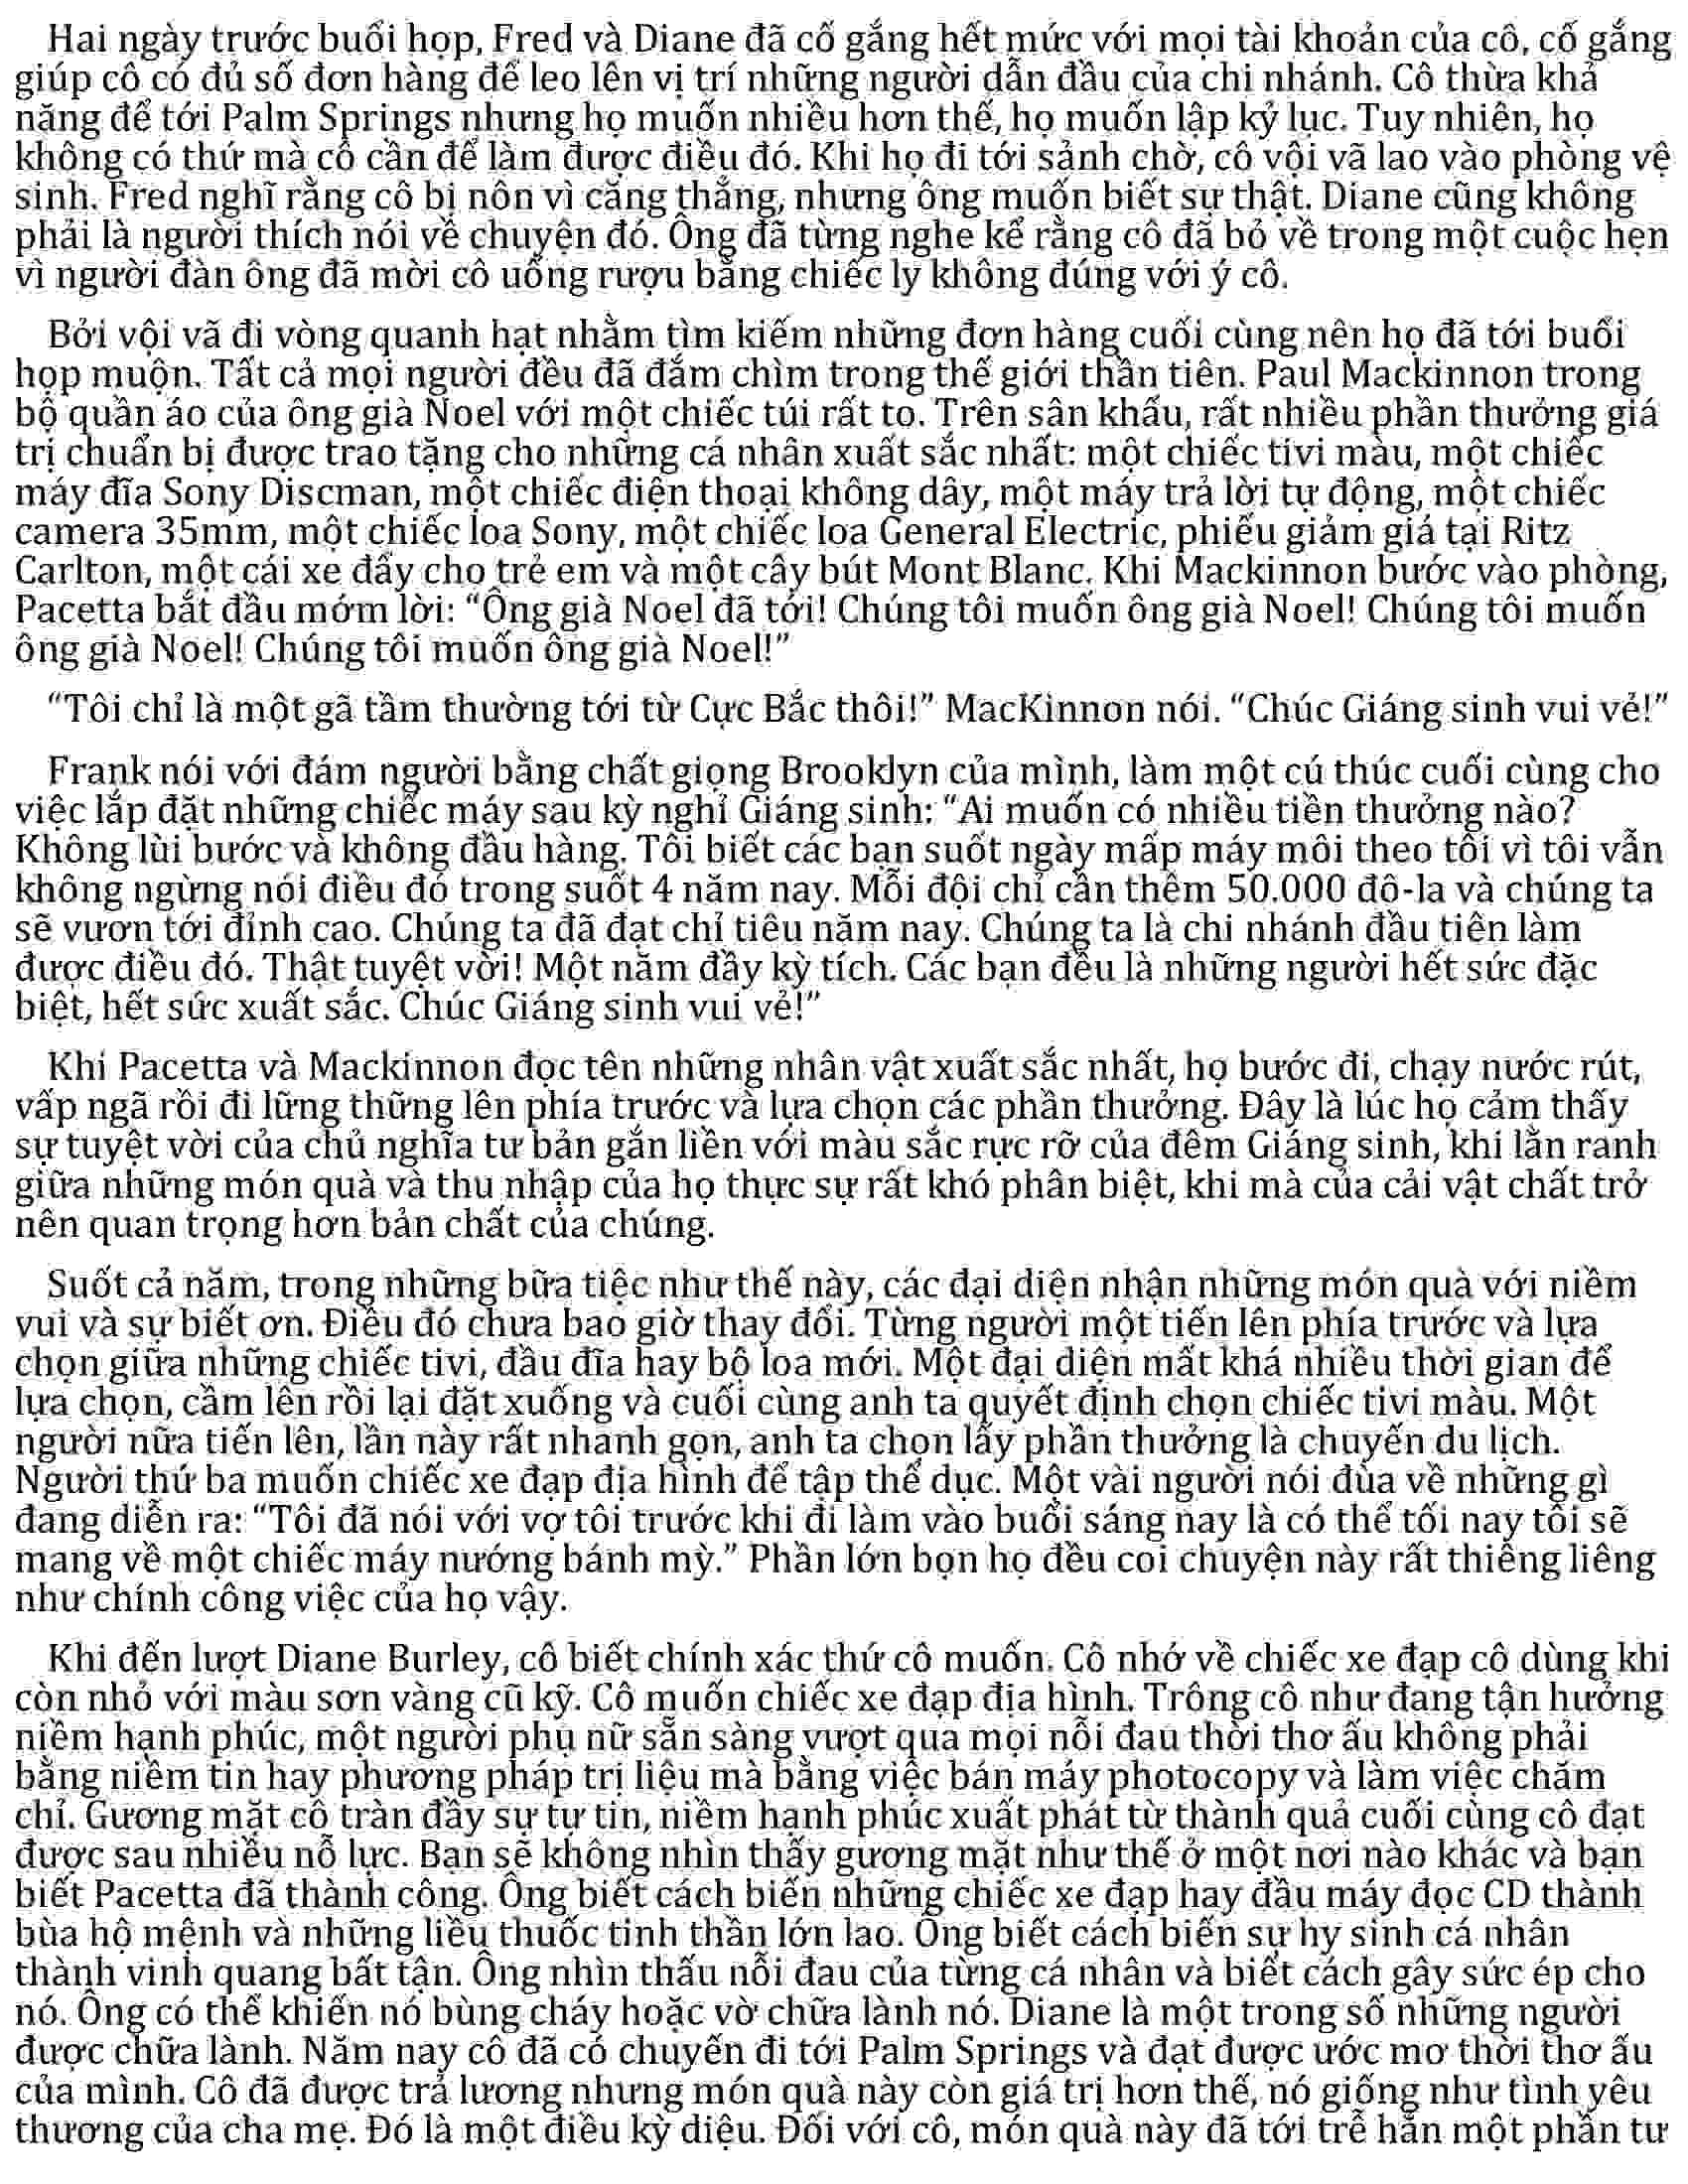 Hai ngày trước buổi họp, Fred và Diane đã cố gắng hết mức với mọi tài khoản của cô, cố gắng
giúp cô có đủ số đơn hàng để leo lên vị trí những người dẫn đầu của chi nhánh. Cô thừa khả
năng để tới Palm Springs nhưng họ muốn nhiều hơn thế, họ muốn lập kỷ lục. Tuy nhiên, họ
không có thứ mà cô cần để làm được điều đó. Khi họ đi tới sảnh chờ, cô vội vã lao vào phòng vệ
sinh. Fred nghĩ rằng cô bị nôn vì căng thẳng, nhưng ông muốn biết sự thật. Diane cũng không
phải là người thích nói về chuyện đó. Ông đã từng nghe kể rằng cô đã bỏ về trong một cuộc hẹn
vì người đàn ông đã mời cô uống rượu bằng chiếc ly không đúng với ý cô.
Bởi vội vã đi vòng quanh hạt nhằm tìm kiếm những đơn hàng cuối cùng nên họ đã tới buổi
họp muộn. Tất cả mọi người đều đã đắm chìm trong thế giới thần tiên. Paul Mackinnon trong
bộ quần áo của ông già Noel với một chiếc túi rất to. Trên sân khấu, rất nhiều phần thưởng giá
trị chuẩn bị được trao tặng cho những cá nhân xuất sắc nhất: một chiếc tivi màu, một chiếc
máy đĩa Sony Discman, một chiếc điện thoại không dây, một máy trả lời tự động, một chiếc
camera 35mm, một chiếc loa Sony, một chiếc loa General Electric, phiếu giảm giá tại Ritz
Carlton, một cái xe đẩy cho trẻ em và một cây bút Mont Blanc. Khi Mackinnon bước vào phòng,
Pacetta bắt đầu mớm lời: “Ông già Noel đã tới! Chúng tôi muốn ông già Noel! Chúng tôi muốn
ông già Noel! Chúng tôi muốn ông già Noel!”
“Tôi chỉ là một gã tầm thường tới từ Cực Bắc thôi!” MacKinnon nói. “Chúc Giáng sinh vui vẻ!”
Frank nói với đám người bằng chất giọng Brooklyn của mình, làm một cú thúc cuối cùng cho
việc lắp đặt những chiếc máy sau kỳ nghỉ Giáng sinh: “Ai muốn có nhiều tiền thưởng nào?
Không lùi bước và không đầu hàng. Tôi biết các bạn suốt ngày mấp máy môi theo tôi vì tôi vẫn
không ngừng nói điều đó trong suốt 4 năm nay. Mỗi đội chỉ cần thêm 50.000 đô-la và chúng ta
sẽ vươn tới đỉnh cao. Chúng ta đã đạt chỉ tiêu năm nay. Chúng ta là chi nhánh đầu tiên làm
được điều đó. Thật tuyệt vời! Một năm đầy kỳ tích. Các bạn đều là những người hết sức đặc
biệt, hết sức xuất sắc. Chúc Giáng sinh vui vẻ!”
Khi Pacetta và Mackinnon đọc tên những nhân vật xuất sắc nhất, họ bước đi, chạy nước rút,
vấp ngã rồi đi lững thững lên phía trước và lựa chọn các phần thưởng. Đây là lúc họ cảm thấy
sự tuyệt vời của chủ nghĩa tư bản gắn liền với màu sắc rực rỡ của đêm Giáng sinh, khi lằn ranh
giữa những món quà và thu nhập của họ thực sự rất khó phân biệt, khi mà của cải vật chất trở
nên quan trọng hơn bản chất của chúng.
Suốt cả năm, trong những bữa tiệc như thế này, các đại diện nhận những món quà với niềm
vui và sự biết ơn. Điều đó chưa bao giờ thay đổi. Từng người một tiến lên phía trước và lựa
chọn giữa những chiếc tivi, đầu đĩa hay bộ loa mới. Một đại diện mất khá nhiều thời gian để
lựa chọn, cầm lên rồi lại đặt xuống và cuối cùng anh ta quyết định chọn chiếc tivi màu. Một
người nữa tiến lên, lần này rất nhanh gọn, anh ta chọn lấy phần thưởng là chuyến du lịch.
Người thứ ba muốn chiếc xe đạp địa hình để tập thể dục. Một vài người nói đùa về những gì
đang diễn ra: “Tôi đã nói với vợ tôi trước khi đi làm vào buổi sáng nay là có thể tối nay tôi sẽ
mang về một chiếc máy nướng bánh mỳ.” Phần lớn bọn họ đều coi chuyện này rất thiêng liêng
như chính công việc của họ vậy.
Khi đến lượt Diane Burley, cô biết chính xác thứ cô muốn. Cô nhớ về chiếc xe đạp cô dùng khi
còn nhỏ với màu sơn vàng cũ kỹ. Cô muốn chiếc xe đạp địa hình. Trông cô như đang tận hưởng
niềm hạnh phúc, một người phụ nữ sẵn sàng vượt qua mọi nỗi đau thời thơ ấu không phải
bằng niềm tin hay phương pháp trị liệu mà bằng việc bán máy photocopy và làm việc chăm
chỉ. Gương mặt cô tràn đầy sự tự tin, niềm hạnh phúc xuất phát từ thành quả cuối cùng cô đạt
được sau nhiều nỗ lực. Bạn sẽ không nhìn thấy gương mặt như thế ở một nơi nào khác và bạn
biết Pacetta đã thành công. Ông biết cách biến những chiếc xe đạp hay đầu máy đọc CD thành
bùa hộ mệnh và những liều thuốc tinh thần lớn lao. Ông biết cách biến sự hy sinh cá nhân
thành vinh quang bất tận. Ông nhìn thấu nỗi đau của từng cá nhân và biết cách gây sức ép cho
nó. Ông có thể khiến nó bùng cháy hoặc vờ chữa lành nó. Diane là một trong số những người
được chữa lành. Năm nay cô đã có chuyến đi tới Palm Springs và đạt được ước mơ thời thơ ấu
của mình. Cô đã được trả lương nhưng món quà này còn giá trị hơn thế, nó giống như tình yêu
thương của cha mẹ. Đó là một điều kỳ diệu. Đối với cô, món quà này đã tới trễ hẳn một phần tư